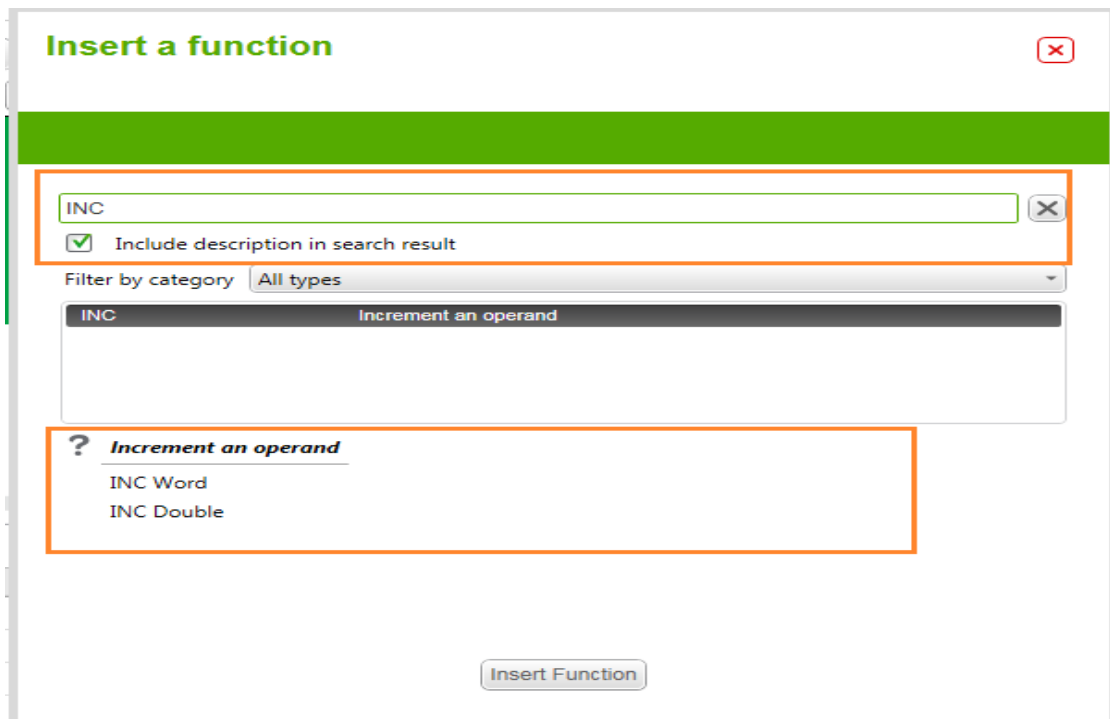 Insert a function
INC
Include description in search result
Filter by category All types
INC Increment an operand
? Increment an operand
INC Word
INC Double
Insert Function